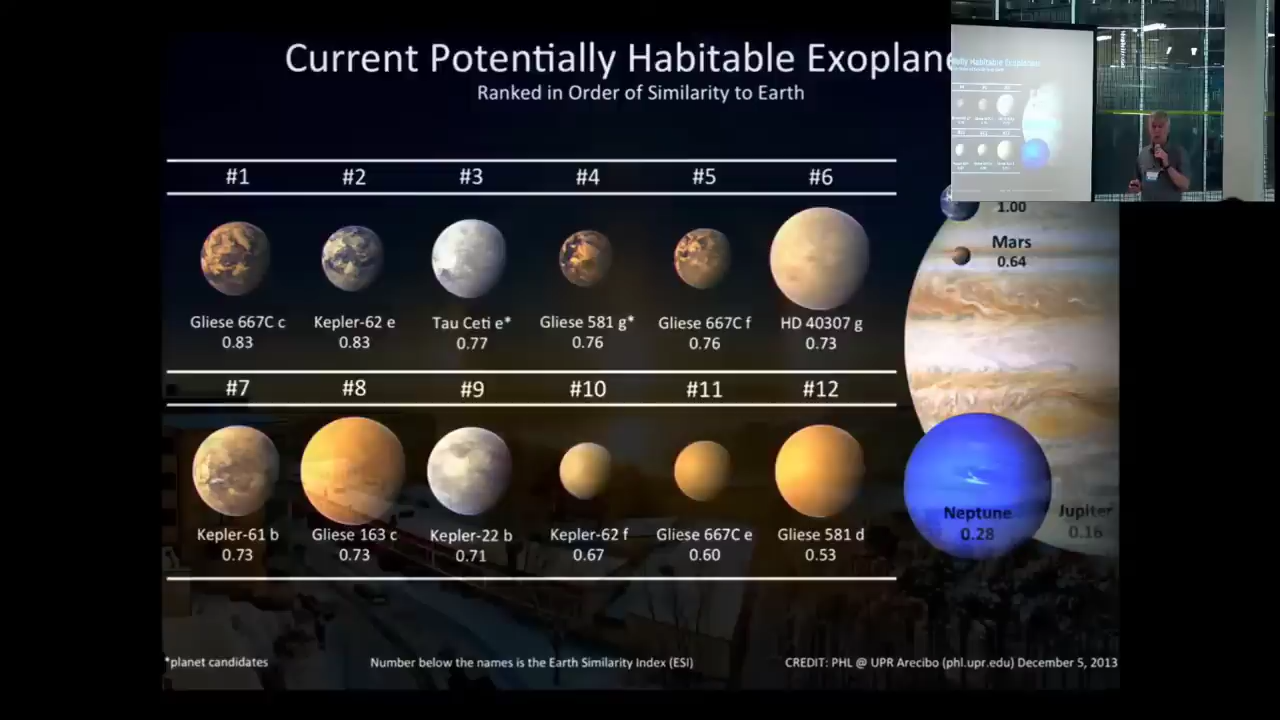 Current Potentially Habitable Exoplane
Ranked in Order of Similarity to Earth
#1 #2 #3 #4 #5 #6
Gliese 667C c Kepler-62 e Tau Ceti e* Gliese 581 g* Gliese 667C f HD 40307 g
0.83 0.83 0.77 0.76 0.76 0.73
#7 #8 #9 #10 #11 #12
Kepler-61 b Gliese 163 c Kepler-22 b Kepler-62 f Gliese 667C e Gliese 581 d
0.73 0.73 0.71 0.67 0.60 0.53
1.00
Mars
0.64
Neptune
0.28
Jupiter
0.16
*planet candidates
Number below the names is the Earth Similarity Index (ESI)
CREDIT: PHL @ UPR Arecibo (phl.upr.edu) December 5, 2013